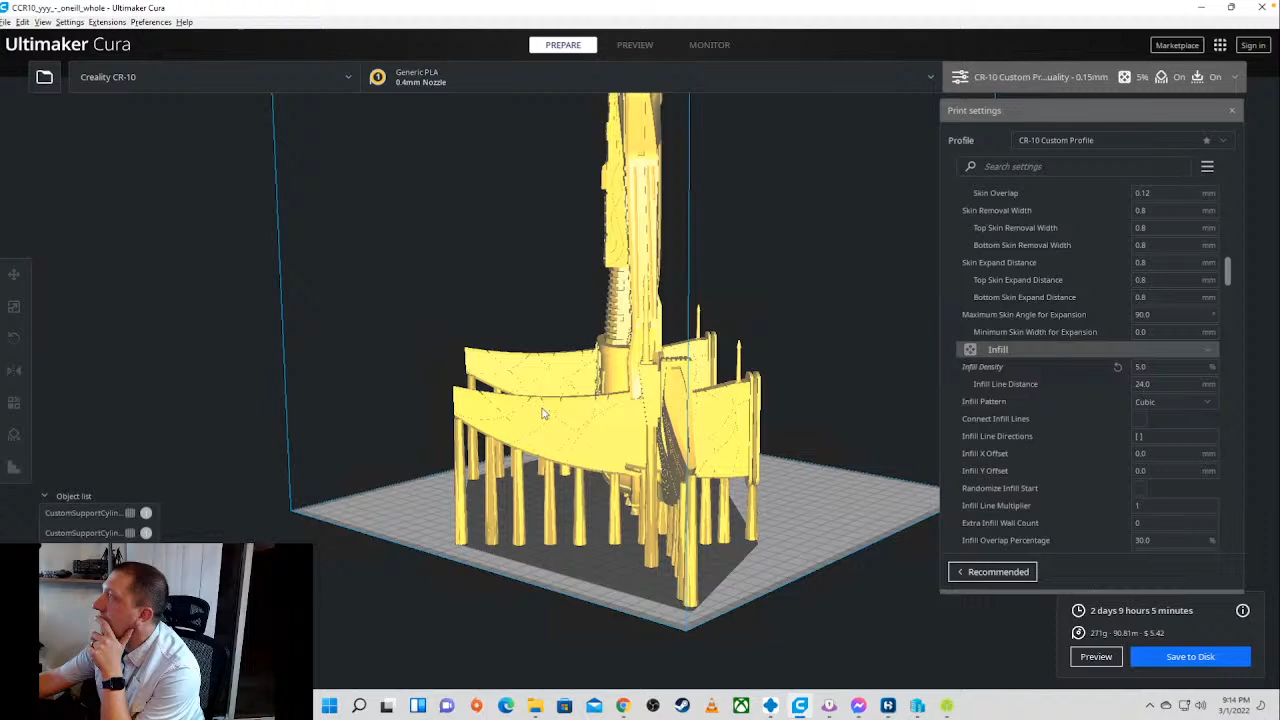 CCR10_yyy_-_oneill_whole - Ultimaker Cura
File Edit View Settings Extensions Preferences Help
Ultimaker Cura
PREPARE PREVIEW MONITOR
Marketplace Sign in
Creality CR-10
1 Generic PLA
0.4mm Nozzle
CR-10 Custom Pr...uality - 0.15mm 5% On On
Print settings
Profile CR-10 Custom Profile
Search settings
Skin Overlap 0.12 mm
Skin Removal Width 0.8 mm
Top Skin Removal Width 0.8 mm
Bottom Skin Removal Width 0.8 mm
Skin Expand Distance 0.8 mm
Top Skin Expand Distance 0.8 mm
Bottom Skin Expand Distance 0.8 mm
Maximum Skin Angle for Expansion 90.0 °
Minimum Skin Width for Expansion 0.0 mm
Infill
Infill Density 5.0 %
Infill Line Distance 24.0 mm
Infill Pattern Cubic
Connect Infill Lines
Infill Line Directions [ ]
Infill X Offset 0.0 mm
Infill Y Offset 0.0 mm
Randomize Infill Start
Infill Line Multiplier 1
Extra Infill Wall Count 0
Infill Overlap Percentage 30.0 %
Recommended
Object list
CustomSupportCylin...
CustomSupportCylin...
2 days 9 hours 5 minutes
271g · 90.81m · $ 5.42
Preview Save to Disk
9:14 PM
3/1/2022